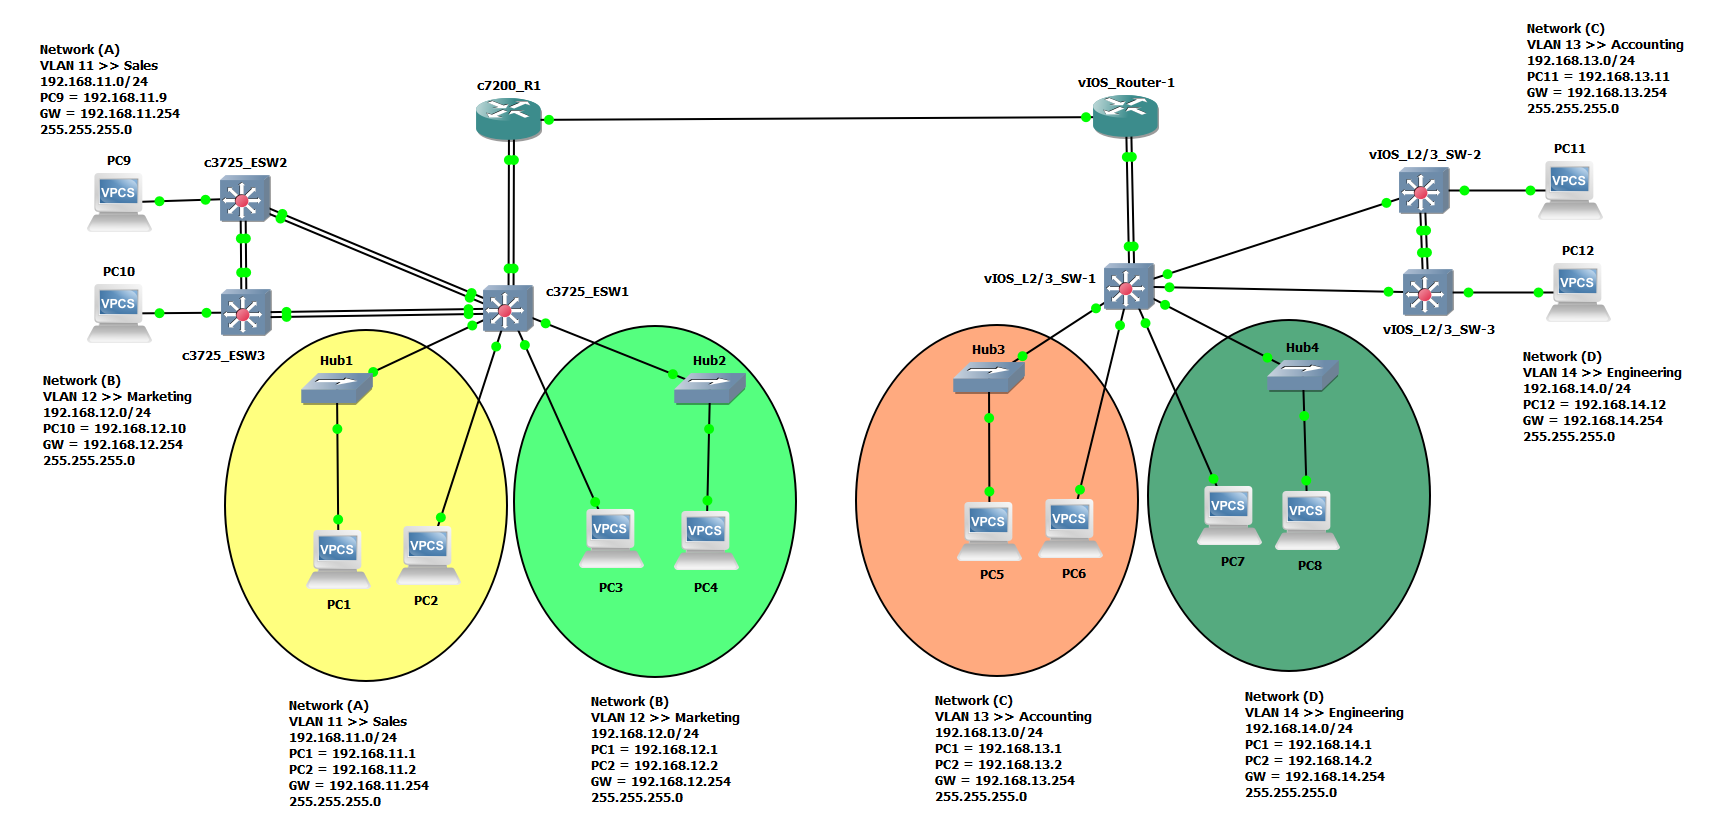 Network (A)
VLAN 11 >> Sales
192.168.11.0/24
PC9 = 192.168.11.9
GW = 192.168.11.254
255.255.255.0
c7200_R1
vIOS_Router-1
Network (C)
VLAN 13 >> Accounting
192.168.13.0/24
PC11 = 192.168.13.11
GW = 192.168.13.254
255.255.255.0
PC9
VPCS
c3725_ESW2
vIOS_L2/3_SW-2
PC11
VPCS
PC10
VPCS
c3725_ESW3
c3725_ESW1
vIOS_L2/3_SW-1
PC12
VPCS
vIOS_L2/3_SW-3
Network (B)
VLAN 12 >> Marketing
192.168.12.0/24
PC10 = 192.168.12.10
GW = 192.168.12.254
255.255.255.0
Hub1
Hub2
Hub3
Hub4
Network (D)
VLAN 14 >> Engineering
192.168.14.0/24
PC12 = 192.168.14.12
GW = 192.168.14.254
255.255.255.0
VPCS
PC1
VPCS
PC2
VPCS
PC3
VPCS
PC4
VPCS
PC5
VPCS
PC6
VPCS
PC7
VPCS
PC8
Network (A)
VLAN 11 >> Sales
192.168.11.0/24
PC1 = 192.168.11.1
PC2 = 192.168.11.2
GW = 192.168.11.254
255.255.255.0
Network (B)
VLAN 12 >> Marketing
192.168.12.0/24
PC1 = 192.168.12.1
PC2 = 192.168.12.2
GW = 192.168.12.254
255.255.255.0
Network (C)
VLAN 13 >> Accounting
192.168.13.0/24
PC1 = 192.168.13.1
PC2 = 192.168.13.2
GW = 192.168.13.254
255.255.255.0
Network (D)
VLAN 14 >> Engineering
192.168.14.0/24
PC1 = 192.168.14.1
PC2 = 192.168.14.2
GW = 192.168.14.254
255.255.255.0